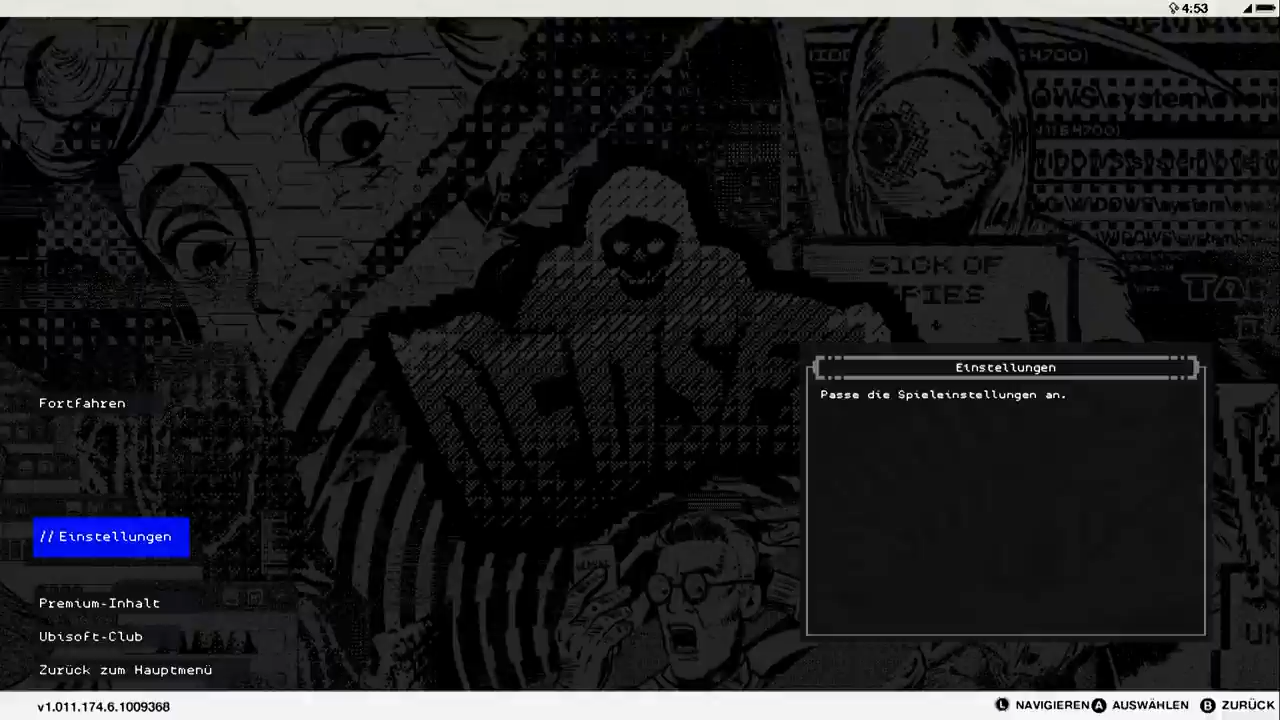 4:53
SICK OF
Einstellungen
Passe die Spieleinstellungen an.
Fortfahren
//Einstellungen
Premium-Inhalt
Ubisoft-Club
Zurück zum Hauptmenü
v1.011.174.6.1009368
L NAVIGIEREN A AUSWÄHLEN B ZURÜCK